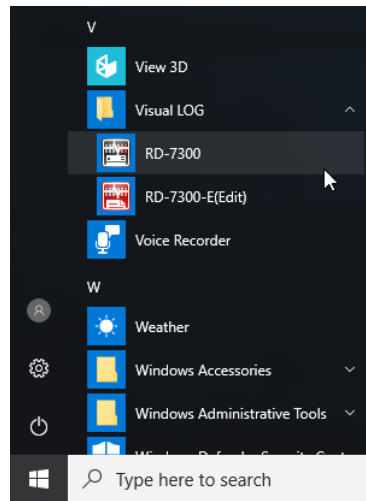 V
View 3D
Visual LOG
RD-7300
RD-7300-E(Edit)
Voice Recorder
W
Weather
Windows Accessories
Windows Administrative Tools
Type here to search